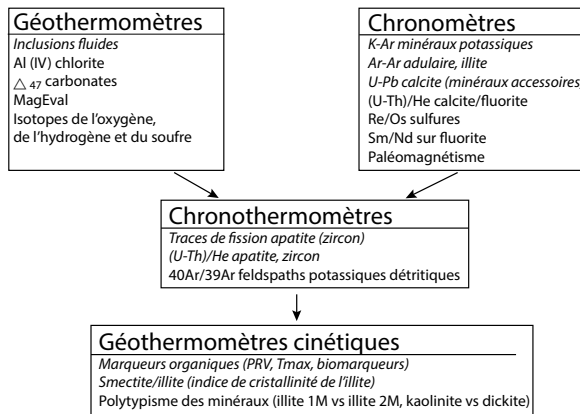 Géothermomètres
Inclusions fluides
Al (IV) chlorite
△ 47 carbonates
MagEval
Isotopes de l'oxygène,
de l'hydrogène et du soufre
Chronomètres
K-Ar minéraux potassiques
Ar-Ar adulaire, illite
U-Pb calcite (minéraux accessoires)
(U-Th)/He calcite/fluorite
Re/Os sulfures
Sm/Nd sur fluorite
Paléomagnétisme
Chronothermomètres
Traces de fission apatite (zircon)
(U-Th)/He apatite, zircon
40Ar/39Ar feldspaths potassiques détritiques
Géothermomètres cinétiques
Marqueurs organiques (PRV, Tmax, biomarqueurs)
Smectite/illite (indice de cristallinité de l'illite)
Polytypisme des minéraux (illite 1M vs illite 2M, kaolinite vs dickite)